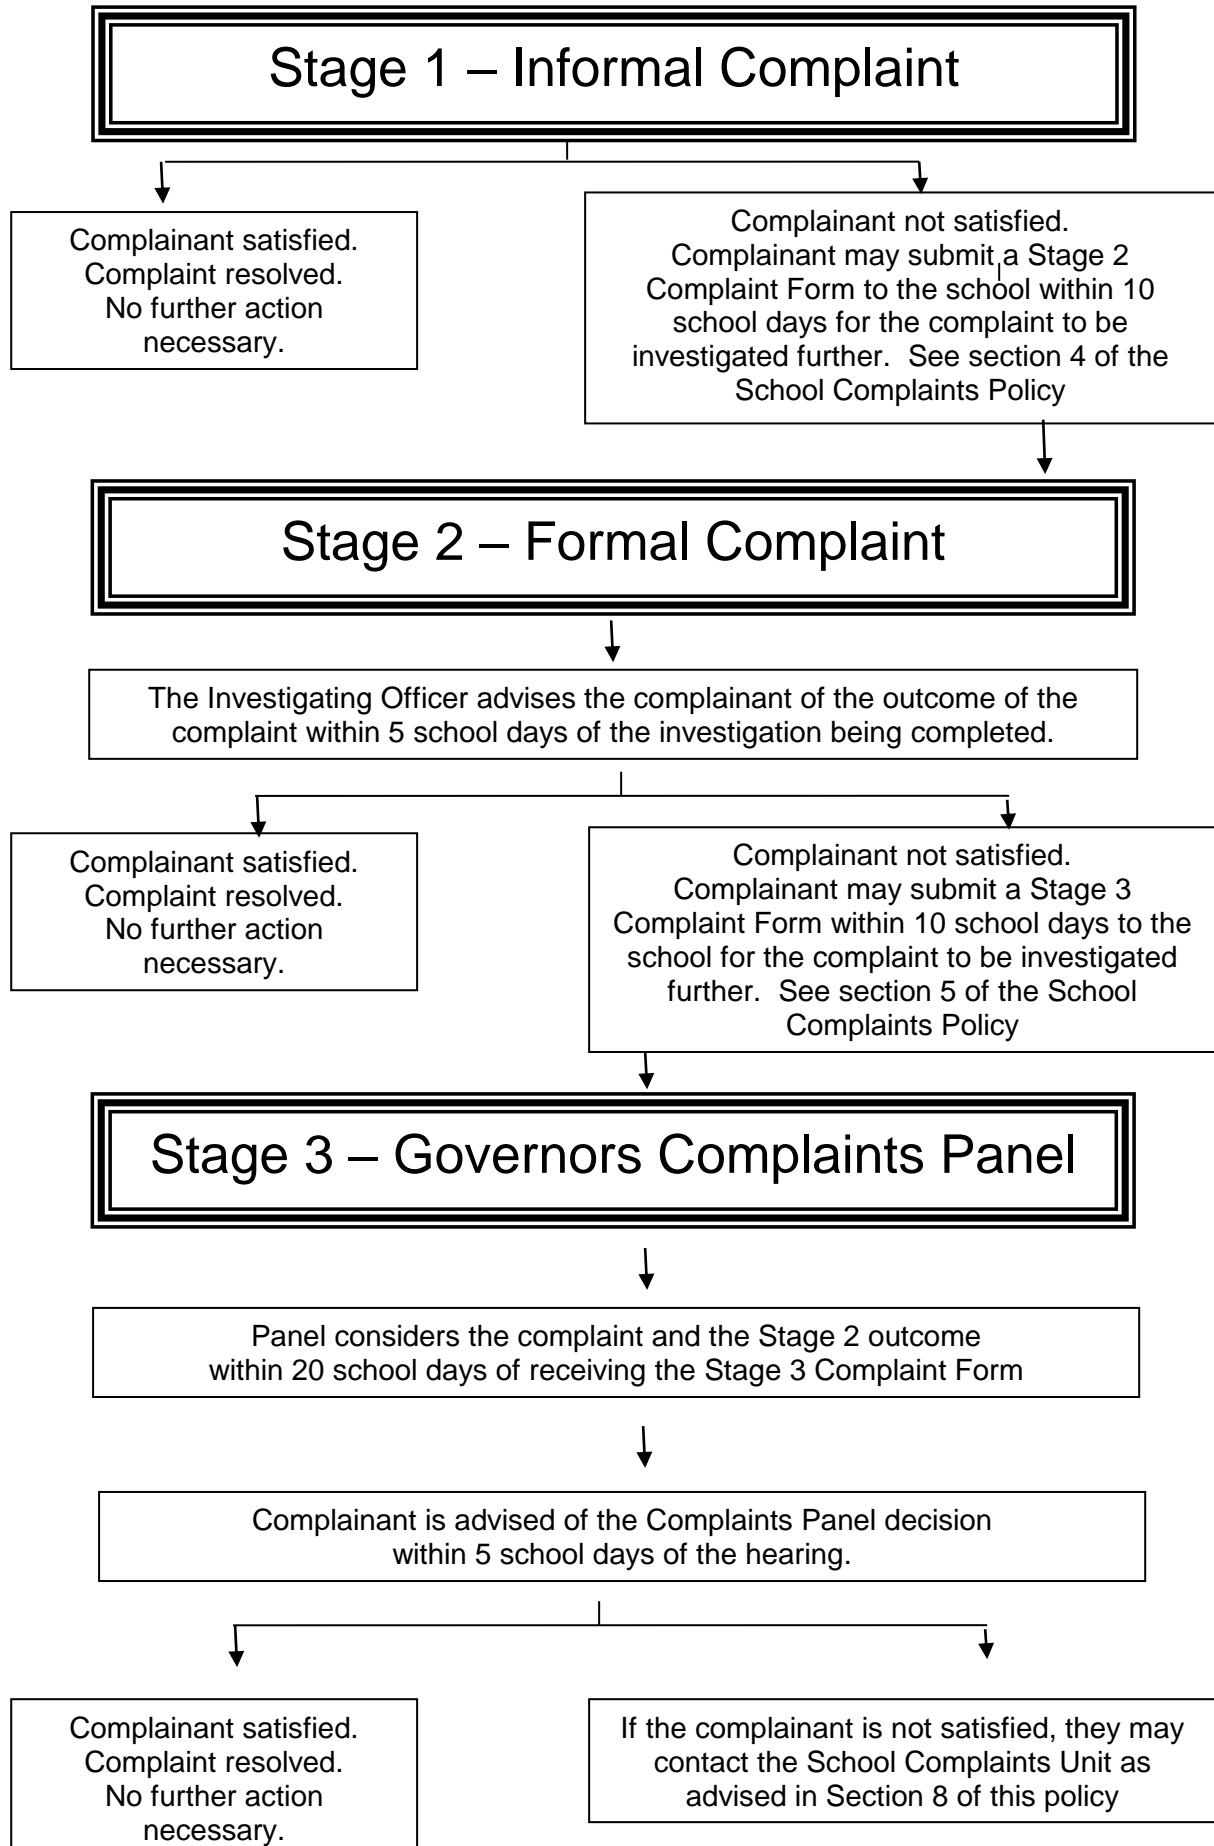 Stage 1 – Informal Complaint
Complainant satisfied.
Complaint resolved.
No further action
necessary.
Complainant not satisfied.
Complainant may submit a Stage 2
Complaint Form to the school within 10
school days for the complaint to be
investigated further.  See section 4 of the
School Complaints Policy
Stage 2 – Formal Complaint
The Investigating Officer advises the complainant of the outcome of the
complaint within 5 school days of the investigation being completed.
Complainant satisfied.
Complaint resolved.
No further action
necessary.
Complainant not satisfied.
Complainant may submit a Stage 3
Complaint Form within 10 school days to the
school for the complaint to be investigated
further.  See section 5 of the School
Complaints Policy
Stage 3 – Governors Complaints Panel
Panel considers the complaint and the Stage 2 outcome
within 20 school days of receiving the Stage 3 Complaint Form
Complainant is advised of the Complaints Panel decision
within 5 school days of the hearing.
Complainant satisfied.
Complaint resolved.
No further action
necessary.
If the complainant is not satisfied, they may
contact the School Complaints Unit as
advised in Section 8 of this policy